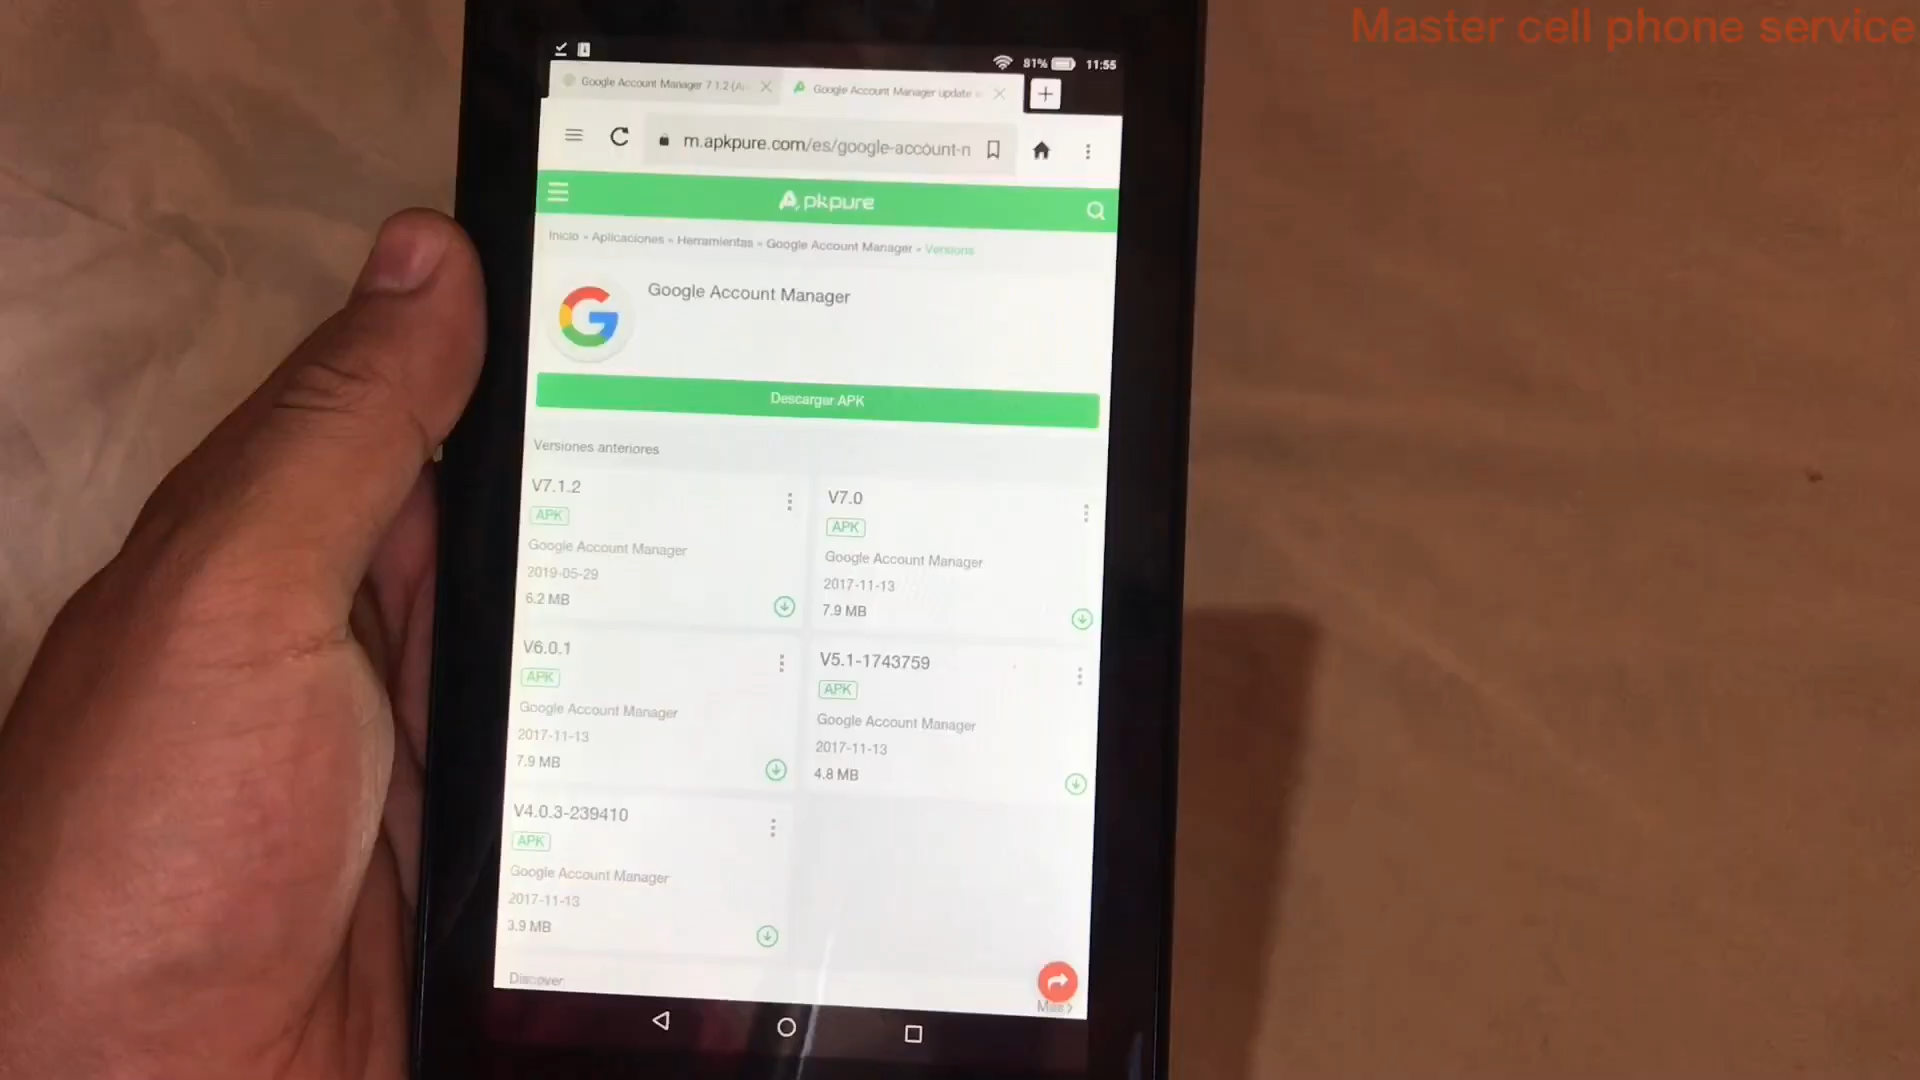 Master cell phone service
81% 11:55
Google Account Manager 7.1.2 (A
Google Account Manager update
m.apkpure.com/es/google-account-n
Apkpure
Inicio » Aplicaciones » Herramientas » Google Account Manager » Versions
Google Account Manager
Descargar APK
Versiones anteriores
V7.1.2
APK
Google Account Manager
2019-05-29
6.2 MB
V7.0
APK
Google Account Manager
2017-11-13
7.9 MB
V6.0.1
APK
Google Account Manager
2017-11-13
7.9 MB
V5.1-1743759
APK
Google Account Manager
2017-11-13
4.8 MB
V4.0.3-239410
APK
Google Account Manager
2017-11-13
3.9 MB
Discover
Más